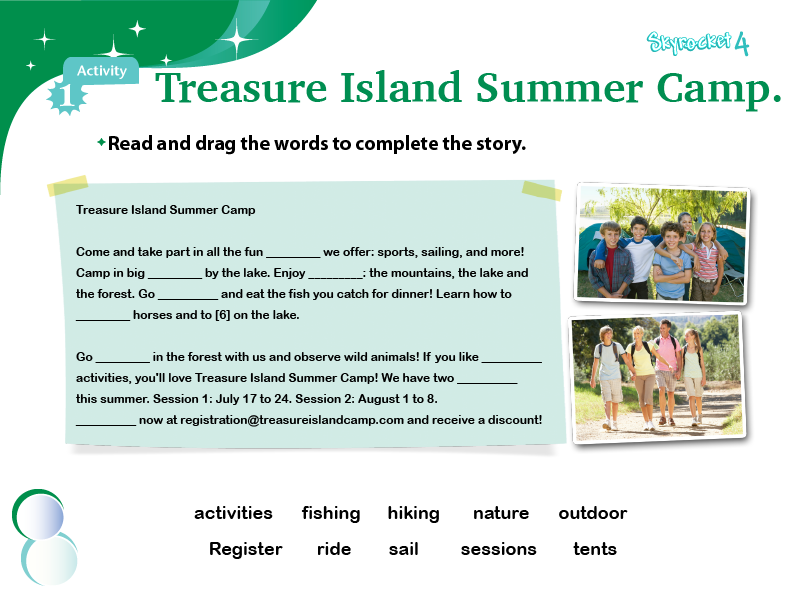 Skyrocket 4
Activity
1
Treasure Island Summer Camp.
Read and drag the words to complete the story.
Treasure Island Summer Camp
Come and take part in all the fun _________ we offer: sports, sailing, and more!
Camp in big _________ by the lake. Enjoy _________: the mountains, the lake and
the forest. Go __________ and eat the fish you catch for dinner! Learn how to
_________ horses and to [6] on the lake.
Go _________ in the forest with us and observe wild animals! If you like __________
activities, you'll love Treasure Island Summer Camp! We have two __________
this summer. Session 1: July 17 to 24. Session 2: August 1 to 8.
__________ now at registration@treasureislandcamp.com and receive a discount!
activities fishing hiking nature outdoor
Register ride sail sessions tents